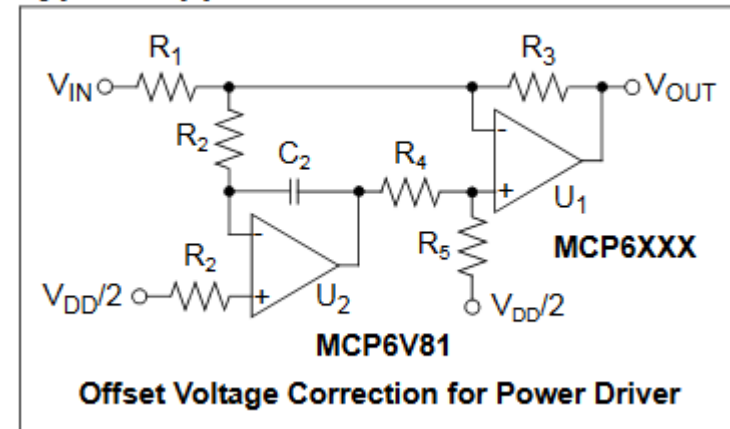 R1
R3
VIN
VOUT
R2
C2
R4
-
+
U1
R5
MCP6XXX
R2
-
+
U2
VDD/2
VDD/2
MCP6V81
Offset Voltage Correction for Power Driver